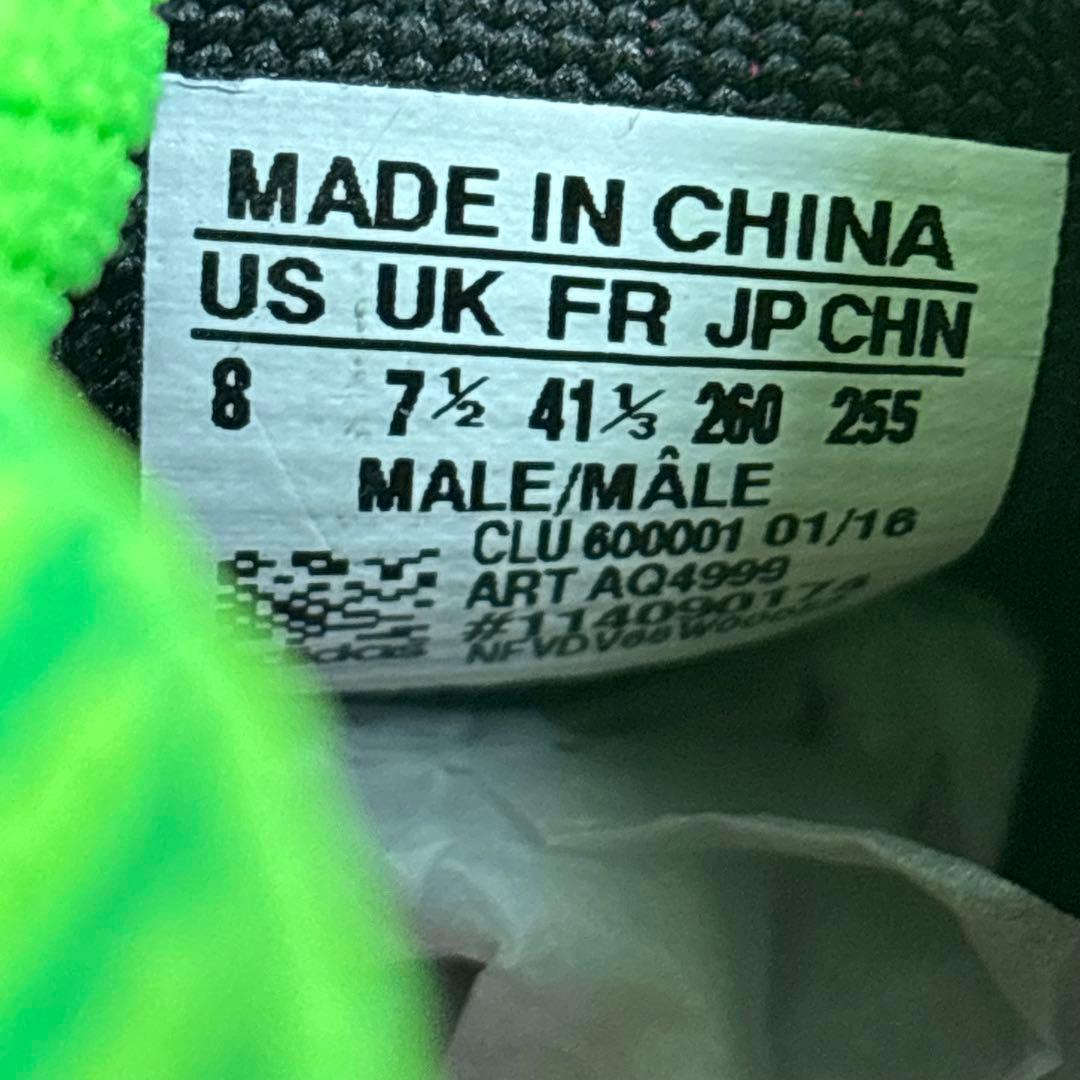 MADE IN CHINA
US UK FR JP CHN
8 7½ 41⅓ 260 255
MALE/MÂLE
CLU 600001 01/16
ART AQ4999
adidas